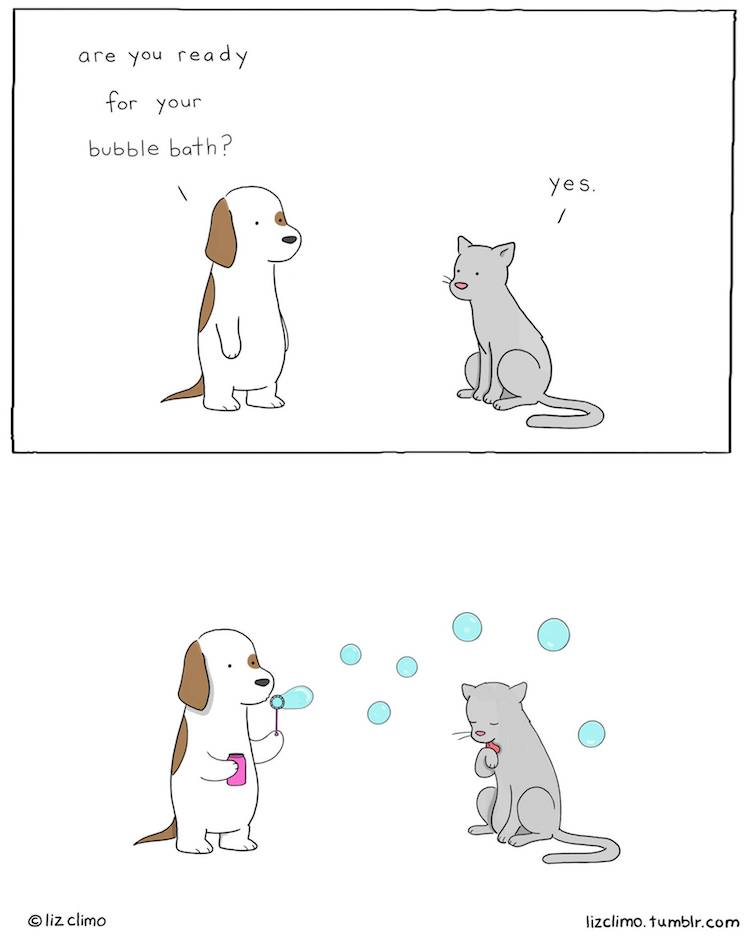 are you ready
for your
bubble bath?
yes.
© liz climo
lizclimo.tumblr.com